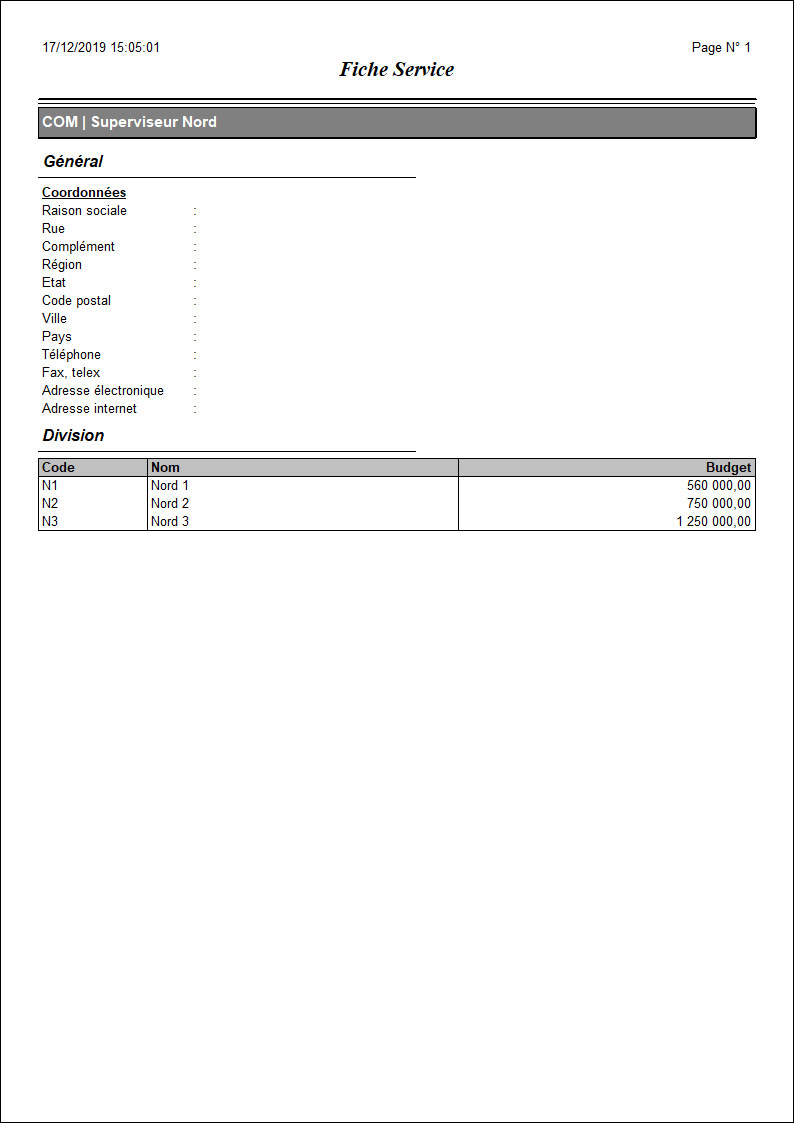 17/12/2019 15:05:01 Page N° 1
Fiche Service
COM | Superviseur Nord
Général
Coordonnées
Raison sociale :
Rue :
Complément :
Région :
Etat :
Code postal :
Ville :
Pays :
Téléphone :
Fax, telex :
Adresse électronique :
Adresse internet :
Division
Code Nom Budget
N1 Nord 1 560 000,00
N2 Nord 2 750 000,00
N3 Nord 3 1 250 000,00